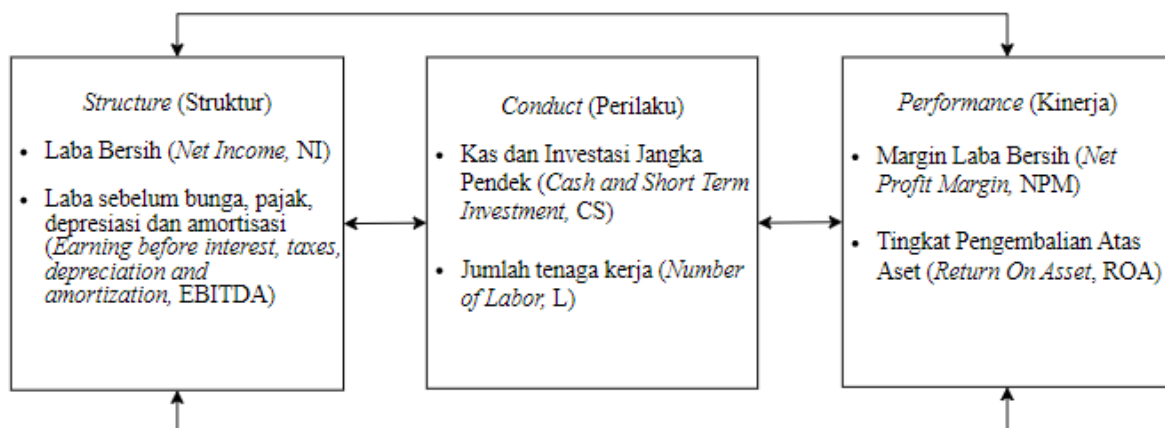 Structure (Struktur)
• Laba Bersih (Net Income, NI)
• Laba sebelum bunga, pajak,
depresiasi dan amortisasi
(Earning before interest, taxes,
depreciation and
amortization, EBITDA)
Conduct (Perilaku)
• Kas dan Investasi Jangka
Pendek (Cash and Short Term
Investment, CS)
• Jumlah tenaga kerja (Number
of Labor, L)
Performance (Kinerja)
• Margin Laba Bersih (Net
Profit Margin, NPM)
• Tingkat Pengembalian Atas
Aset (Return On Asset, ROA)